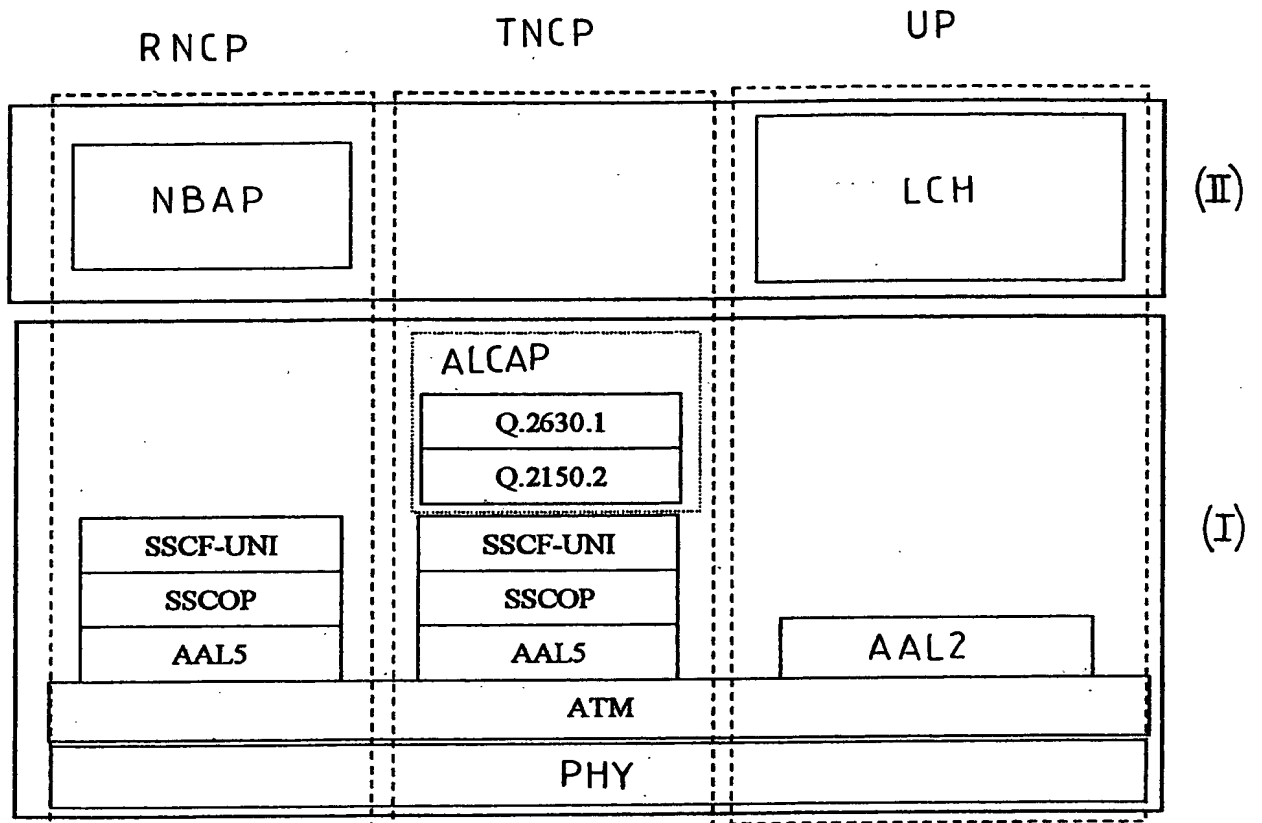 RNCP
TNCP
UP
NBAP
LCH
(II)
ALCAP
Q.2630.1
Q.2150.2
(I)
SSCF-UNI
SSCF-UNI
SSCOP
SSCOP
AAL5
AAL5
AAL2
ATM
PHY